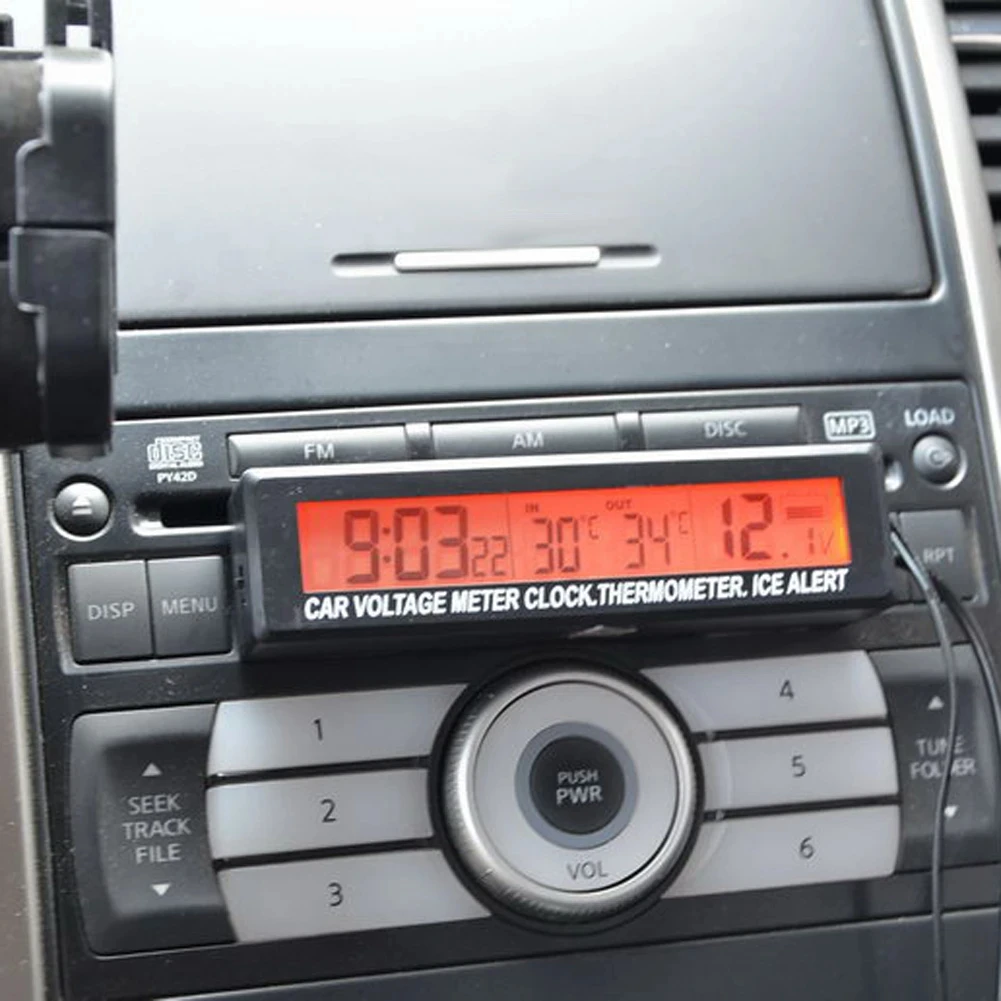 FM AM DISC MP3 LOAD
disc
DIGITAL AUDIO
PY42D
IN OUT
9:03 22 30°C 34°C 12.1V
CAR VOLTAGE METER CLOCK.THERMOMETER. ICE ALERT
DISP MENU RPT
1 4
2 5
3 6
SEEK
TRACK
FILE
PUSH
PWR
VOL
TUNE
FOLDER